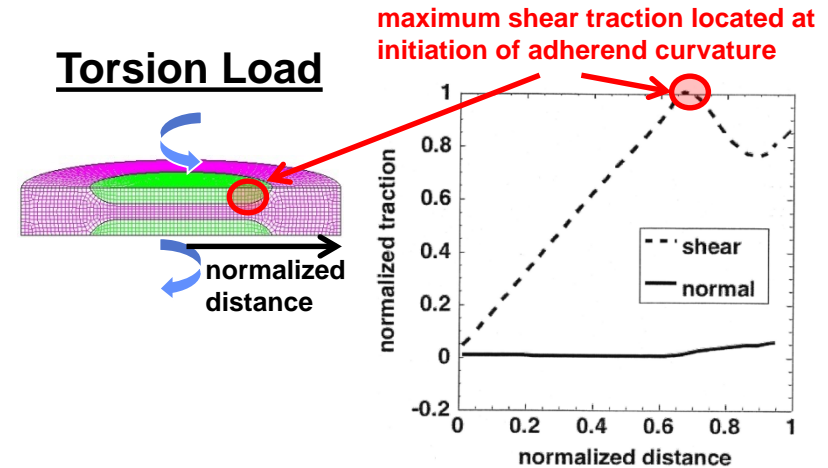 maximum shear traction located at
initiation of adherend curvature
Torsion Load
normalized
distance
normalized traction
1
0.8
0.6
0.4
0.2
0
-0.2
shear
normal
0 0.2 0.4 0.6 0.8 1
normalized distance